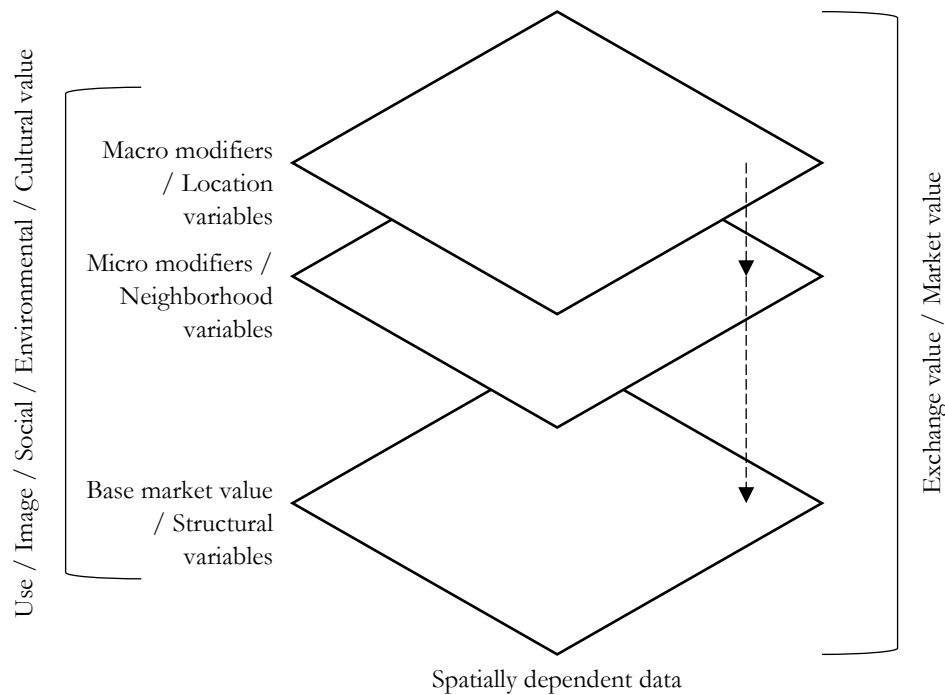 Use / Image / Social / Environmental / Cultural value
Macro modifiers
/ Location
variables
Micro modifiers /
Neighborhood
variables
Base market value
/ Structural
variables
Exchange value / Market value
Spatially dependent data